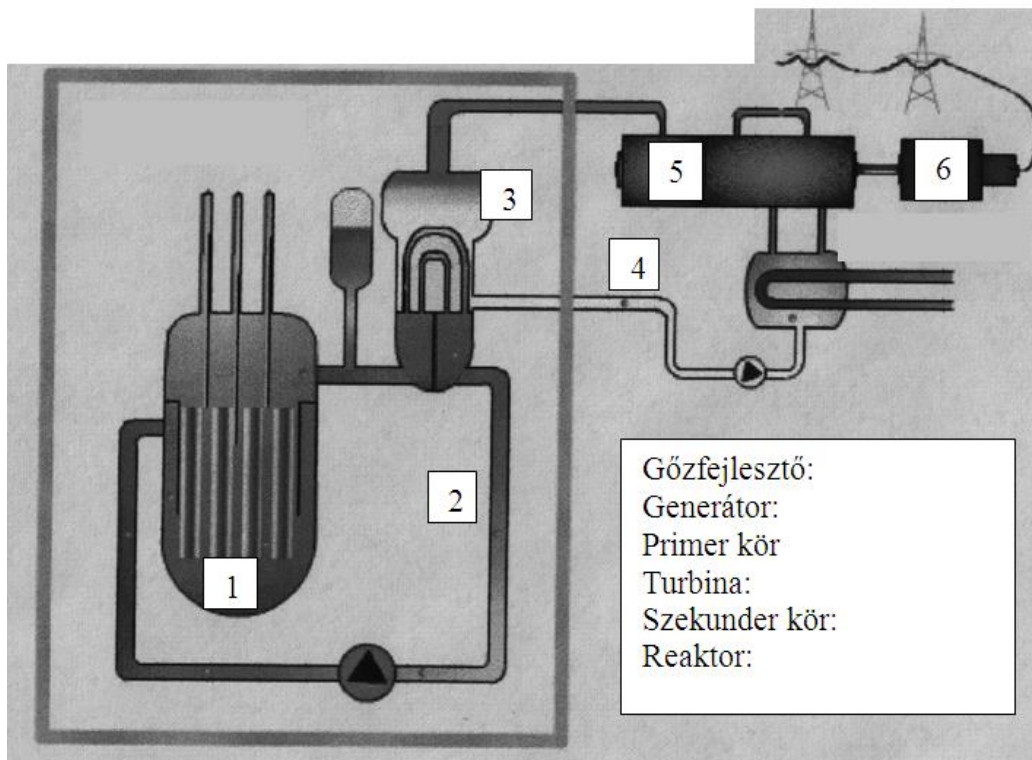 5
6
3
4
2
1
Gőzfejlesztő:
Generátor:
Primer kör
Turbina:
Szekunder kör:
Reaktor: